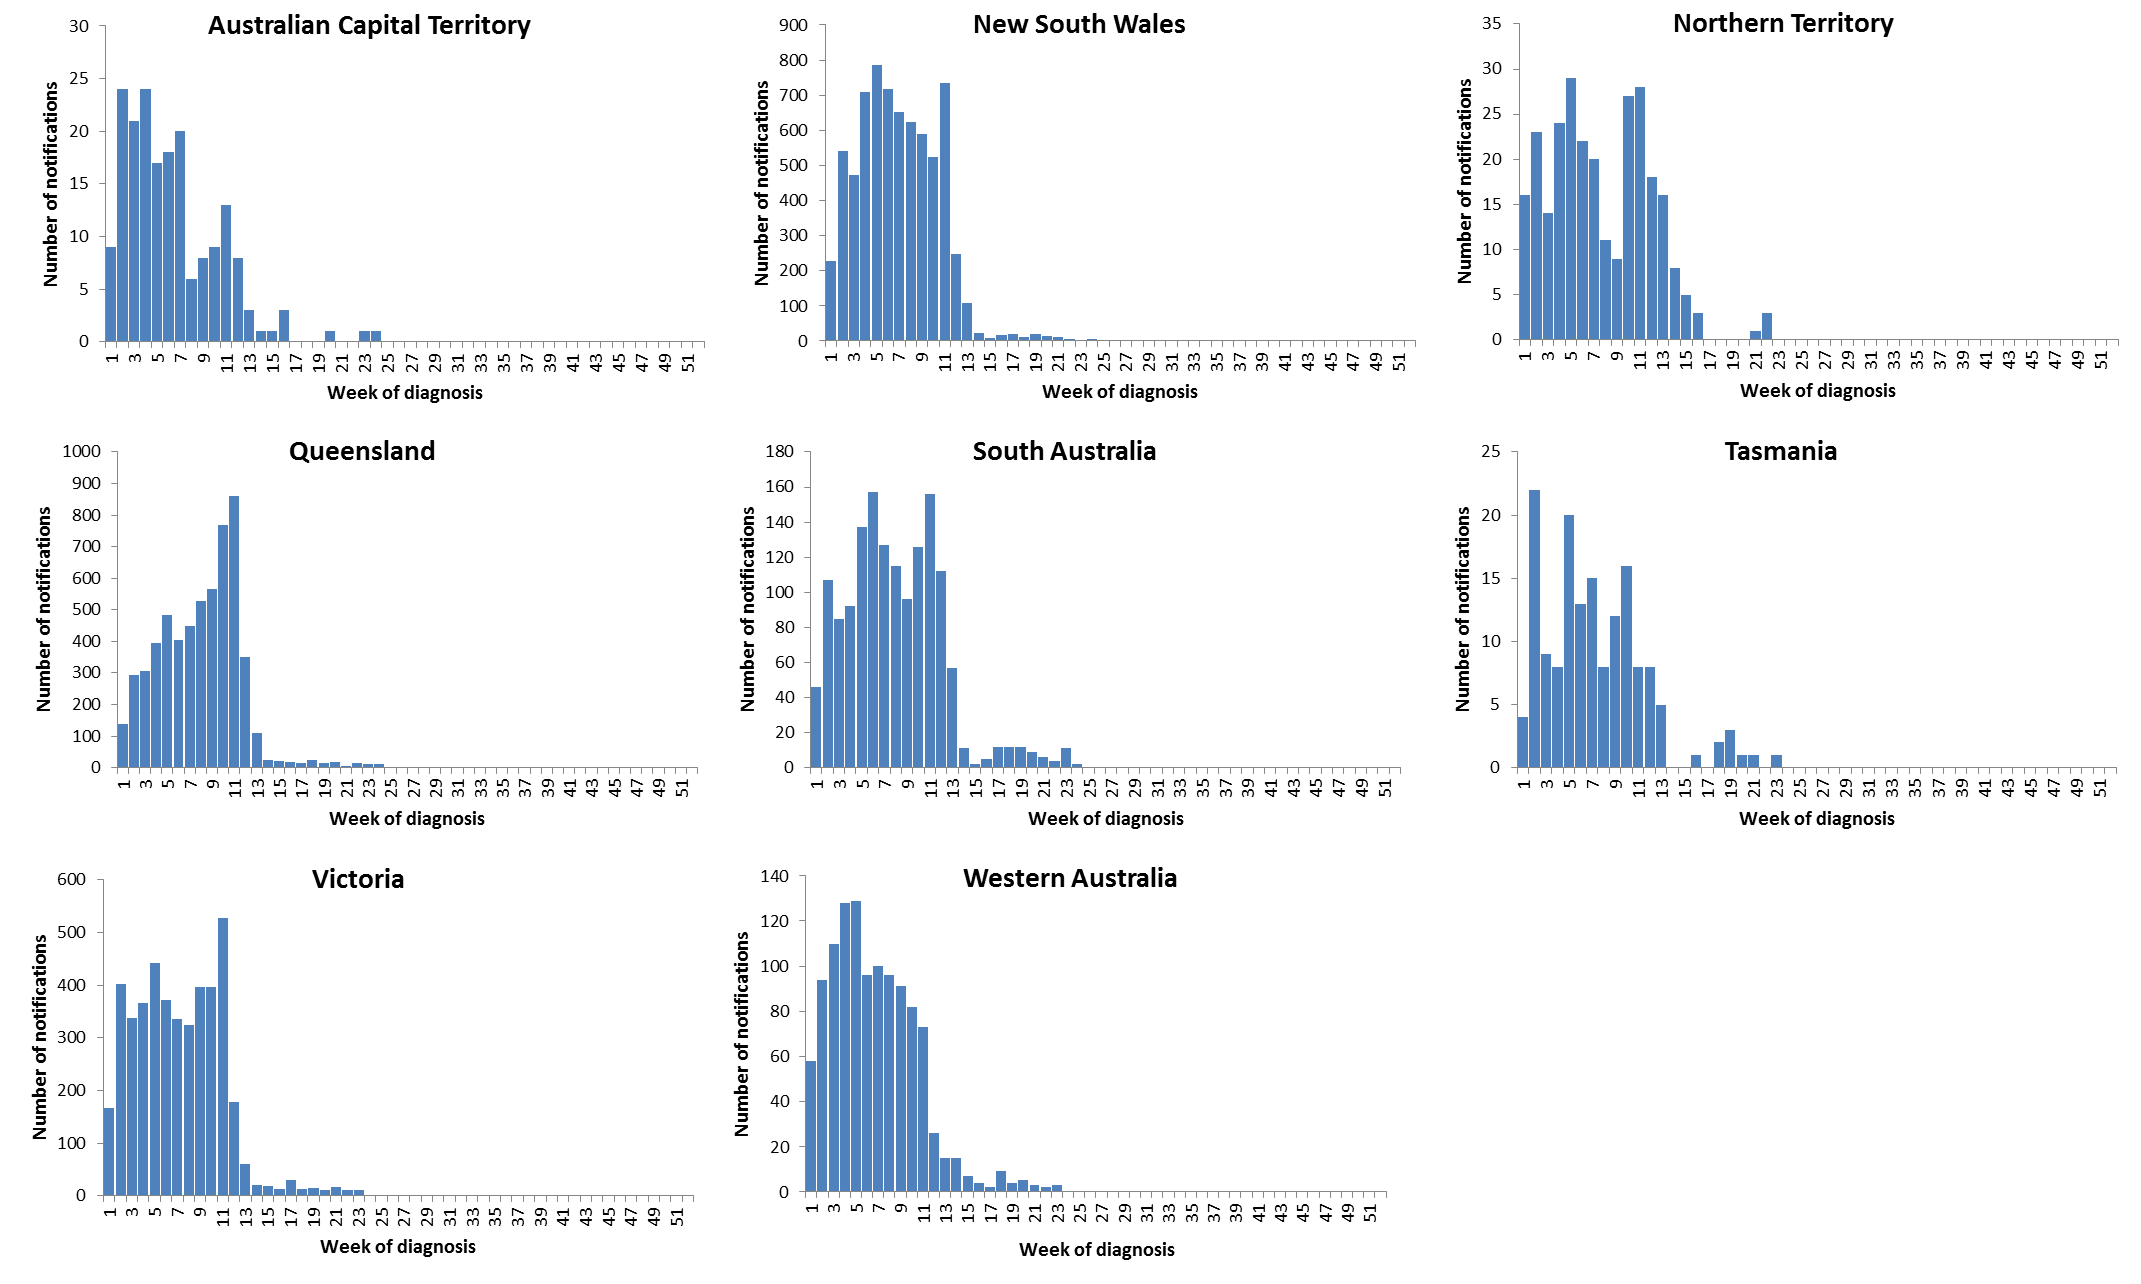 Australian Capital Territory
Number of notifications
30
25
20
15
10
5
0
1 3 5 7 9 11 13 15 17 19 21 23 25 27 29 31 33 35 37 39 41 43 45 47 49 51
Week of diagnosis
New South Wales
Number of notifications
900
800
700
600
500
400
300
200
100
0
1 3 5 7 9 11 13 15 17 19 21 23 25 27 29 31 33 35 37 39 41 43 45 47 49 51
Week of diagnosis
Northern Territory
Number of notifications
35
30
25
20
15
10
5
0
1 3 5 7 9 11 13 15 17 19 21 23 25 27 29 31 33 35 37 39 41 43 45 47 49 51
Week of diagnosis
Queensland
Number of notifications
1000
900
800
700
600
500
400
300
200
100
0
1 3 5 7 9 11 13 15 17 19 21 23 25 27 29 31 33 35 37 39 41 43 45 47 49 51
Week of diagnosis
South Australia
Number of notifications
180
160
140
120
100
80
60
40
20
0
1 3 5 7 9 11 13 15 17 19 21 23 25 27 29 31 33 35 37 39 41 43 45 47 49 51
Week of diagnosis
Tasmania
Number of notifications
25
20
15
10
5
0
1 3 5 7 9 11 13 15 17 19 21 23 25 27 29 31 33 35 37 39 41 43 45 47 49 51
Week of diagnosis
Victoria
Number of notifications
600
500
400
300
200
100
0
1 3 5 7 9 11 13 15 17 19 21 23 25 27 29 31 33 35 37 39 41 43 45 47 49 51
Week of diagnosis
Western Australia
Number of notifications
140
120
100
80
60
40
20
0
1 3 5 7 9 11 13 15 17 19 21 23 25 27 29 31 33 35 37 39 41 43 45 47 49 51
Week of diagnosis